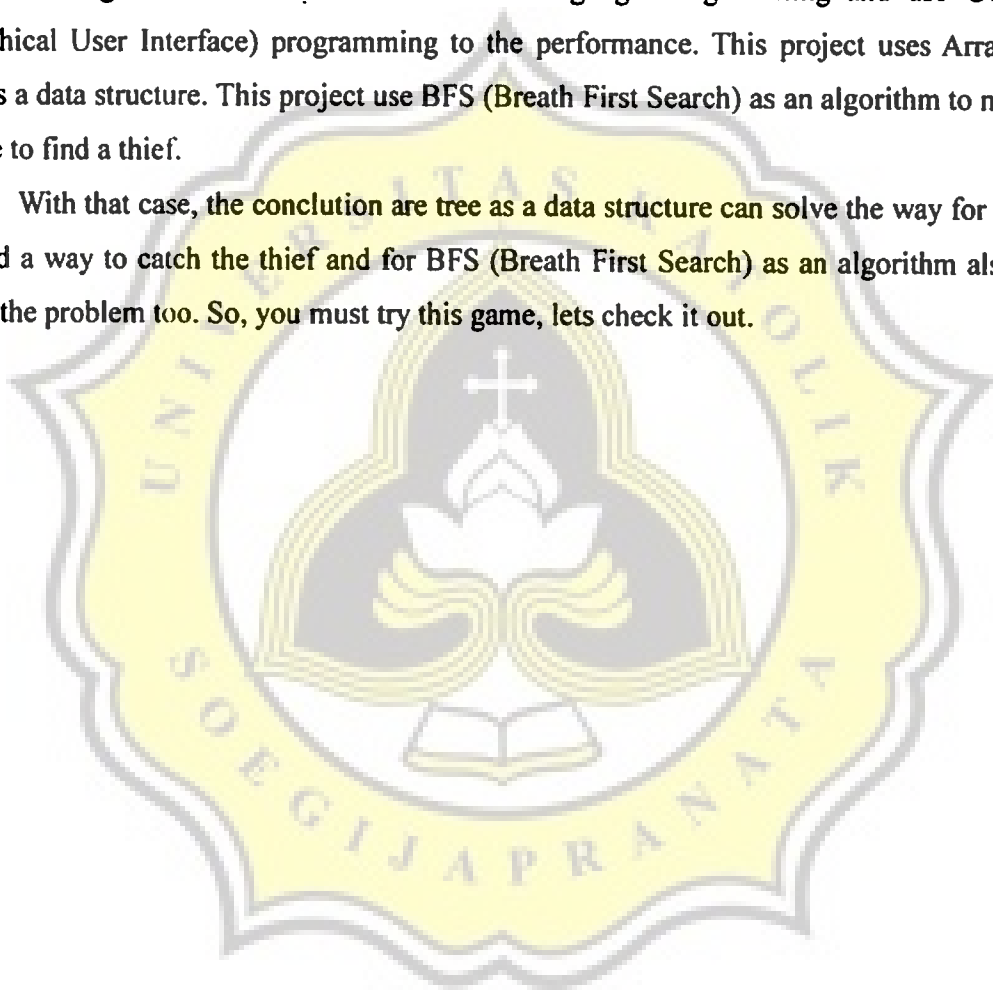 hical User Interface) programming to the performance. This project uses Arra
s a data structure. This project use BFS (Breath First Search) as an algorithm to
to find a thief.
With that case, the conclution are tree as a data structure can solve the way for
a way to catch the thief and for BFS (Breath First Search) as an algorithm als
the problem too. So, you must try this game, lets check it out.
UNIVERSITAS KATOLIK
SOEGIJAPRANATA